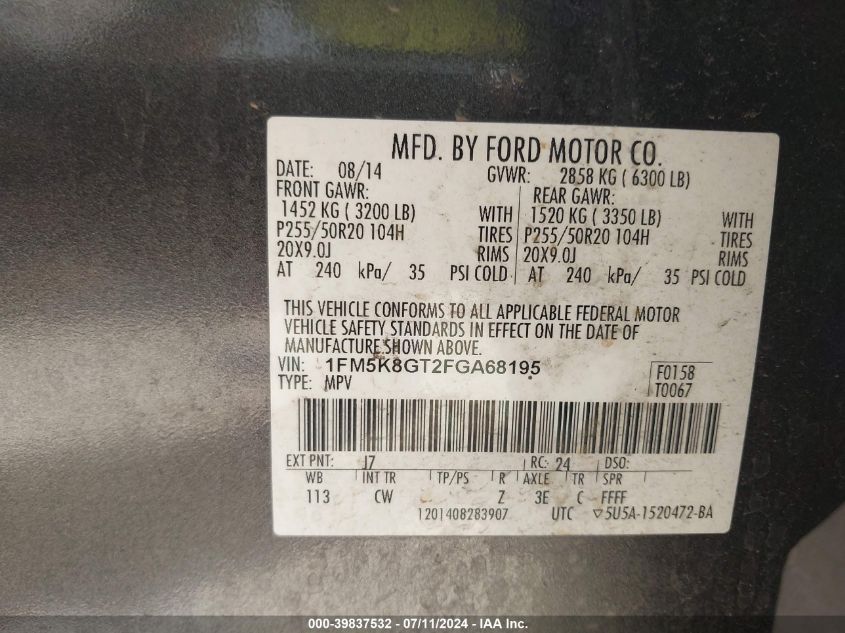 MFD. BY FORD MOTOR CO.
DATE: 08/14 GVWR: 2858 KG ( 6300 LB)
FRONT GAWR: REAR GAWR:
1452 KG ( 3200 LB) WITH 1520 KG ( 3350 LB) WITH
P255/50R20 104H TIRES P255/50R20 104H TIRES
20X9.0J RIMS 20X9.0J RIMS
AT 240 kPa/ 35 PSI COLD AT 240 kPa/ 35 PSI COLD
THIS VEHICLE CONFORMS TO ALL APPLICABLE FEDERAL MOTOR
VEHICLE SAFETY STANDARDS IN EFFECT ON THE DATE OF
MANUFACTURE SHOWN ABOVE.
VIN: 1FM5K8GT2FGA68195 F0158
TYPE: MPV T0067
EXT PNT: J7 RC: 24 DSO:
WB INT TR TP/PS R AXLE TR SPR
113 CW Z 3E C FFFF
1201408283907 UTC ▽5U5A-1520472-BA
000-39837532 - 07/11/2024 - IAA Inc.